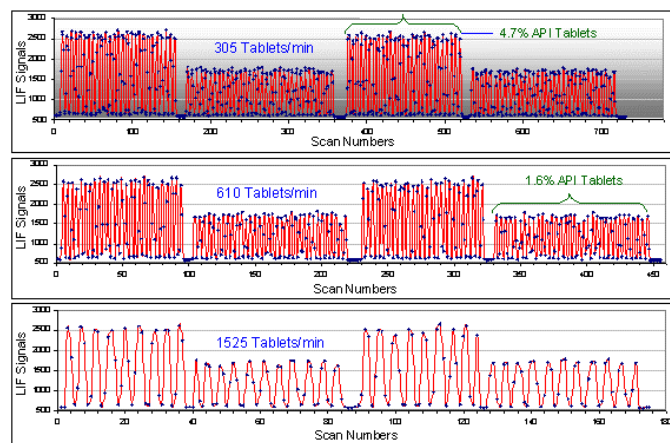 3000
2500
2000
1500
1000
500
LIF Signals
305 Tablets/min
4.7% API Tablets
0 100 200 300 400 500 600 700
Scan Numbers
3000
2500
2000
1500
1000
500
LIF Signals
610 Tablets/min
1.6% API Tablets
0 50 100 150 200 250 300 350 400 450
Scan Numbers
3000
2500
2000
1500
1000
500
LIF Signals
1525 Tablets/min
0 20 40 60 80 100 120 140 160
Scan Numbers